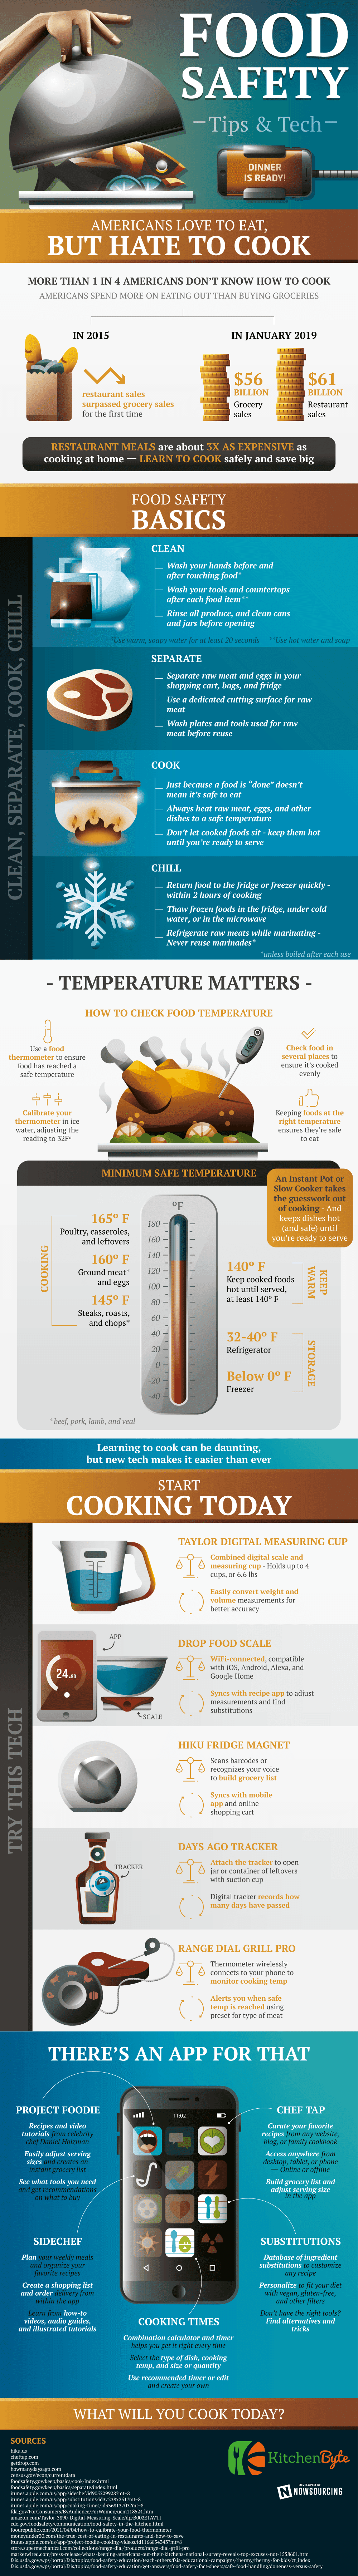 FOOD
SAFETY
Tips & Tech
DINNER
IS READY!
AMERICANS LOVE TO EAT,
BUT HATE TO COOK
MORE THAN 1 IN 4 AMERICANS DON'T KNOW HOW TO COOK
AMERICANS SPEND MORE ON EATING OUT THAN BUYING GROCERIES
IN 2015
restaurant sales
surpassed grocery sales
for the first time
IN JANUARY 2019
$56
BILLION
Grocery
sales
$61
BILLION
Restaurant
sales
RESTAURANT MEALS are about 3X AS EXPENSIVE as
cooking at home — LEARN TO COOK safely and save big
FOOD SAFETY
BASICS
CLEAN, SEPARATE, COOK, CHILL
CLEAN
Wash your hands before and
after touching food*
Wash your tools and countertops
after each food item**
Rinse all produce, and clean cans
and jars before opening
*Use warm, soapy water for at least 20 seconds **Use hot water and soap
SEPARATE
Separate raw meat and eggs in your
shopping cart, bags, and fridge
Use a dedicated cutting surface for raw
meat
Wash plates and tools used for raw
meat before reuse
COOK
Just because a food is "done" doesn't
mean it's safe to eat
Always heat raw meat, eggs, and other
dishes to a safe temperature
Don't let cooked foods sit - keep them hot
until you're ready to serve
CHILL
Return food to the fridge or freezer quickly -
within 2 hours of cooking
Thaw frozen foods in the fridge, under cold
water, or in the microwave
Refrigerate raw meats while marinating -
Never reuse marinades*
*unless boiled after each use
- TEMPERATURE MATTERS -
HOW TO CHECK FOOD TEMPERATURE
Use a food
thermometer to ensure
food has reached a
safe temperature
Calibrate your
thermometer in ice
water, adjusting the
reading to 32F°
165
Check food in
several places to
ensure it's cooked
evenly
Keeping foods at the
right temperature
ensures they're safe
to eat
MINIMUM SAFE TEMPERATURE
An Instant Pot or
Slow Cooker takes
the guesswork out
of cooking - And
keeps dishes hot
(and safe) until
you're ready to serve
COOKING
165º F
Poultry, casseroles,
and leftovers
160º F
Ground meat*
and eggs
145º F
Steaks, roasts,
and chops*
°F
180
160
140
120
100
80
60
40
20
0
-20
-40
140º F
Keep cooked foods
hot until served,
at least 140º F
KEEP
WARM
32-40º F
Refrigerator
Below 0º F
Freezer
STORAGE
* beef, pork, lamb, and veal
Learning to cook can be daunting,
but new tech makes it easier than ever
START
COOKING TODAY
TRY THIS TECH
TAYLOR DIGITAL MEASURING CUP
Combined digital scale and
measuring cup - Holds up to 4
cups, or 6.6 lbs
Easily convert weight and
volume measurements for
better accuracy
APP
24.
SCALE
DROP FOOD SCALE
WiFi-connected, compatible
with iOS, Android, Alexa, and
Google Home
Syncs with recipe app to adjust
measurements and find
substitutions
HIKU FRIDGE MAGNET
Scans barcodes or
recognizes your voice
to build grocery list
Syncs with mobile
app and online
shopping cart
TRACKER
DAYS AGO TRACKER
Attach the tracker to open
jar or container of leftovers
with suction cup
Digital tracker records how
many days have passed
RANGE DIAL GRILL PRO
Thermometer wirelessly
connects to your phone to
monitor cooking temp
Alerts you when safe
temp is reached using
preset for type of meat
THERE'S AN APP FOR THAT
PROJECT FOODIE
Recipes and video
tutorials from celebrity
chef Daniel Holzman
Easily adjust serving
sizes and creates an
instant grocery list
See what tools you need
and get recommendations
on what to buy
11:02
CHEF TAP
Curate your favorite
recipes from any website,
blog, or family cookbook
Access anywhere from
desktop, tablet, or phone
— Online or offline
Build grocery list and
adjust serving size
in the app
SIDECHEF
Plan your weekly meals
and organize your
favorite recipes
Create a shopping list
and order delivery from
within the app
Learn from how-to
videos, audio guides,
and illustrated tutorials
SUBSTITUTIONS
Database of ingredient
substitutions to customize
any recipe
Personalize to fit your diet
with vegan, gluten-free,
and other filters
Don't have the right tools?
Find alternatives and
tricks
COOKING TIMES
Combination calculator and timer
helps you get it right every time
Select the type of dish, cooking
temp, and size or quantity
Use recommended timer or edit
and create your own
WHAT WILL YOU COOK TODAY?
SOURCES
hiku.us
cheftap.com
getdrop.com
howmanydaysago.com
census.gov/econ/currentdata
foodsafety.gov/keep/basics/cook/index.html
foodsafety.gov/keep/basics/separate/index.html
KitchenByte
DEVELOPED BY
NOWSOURCING